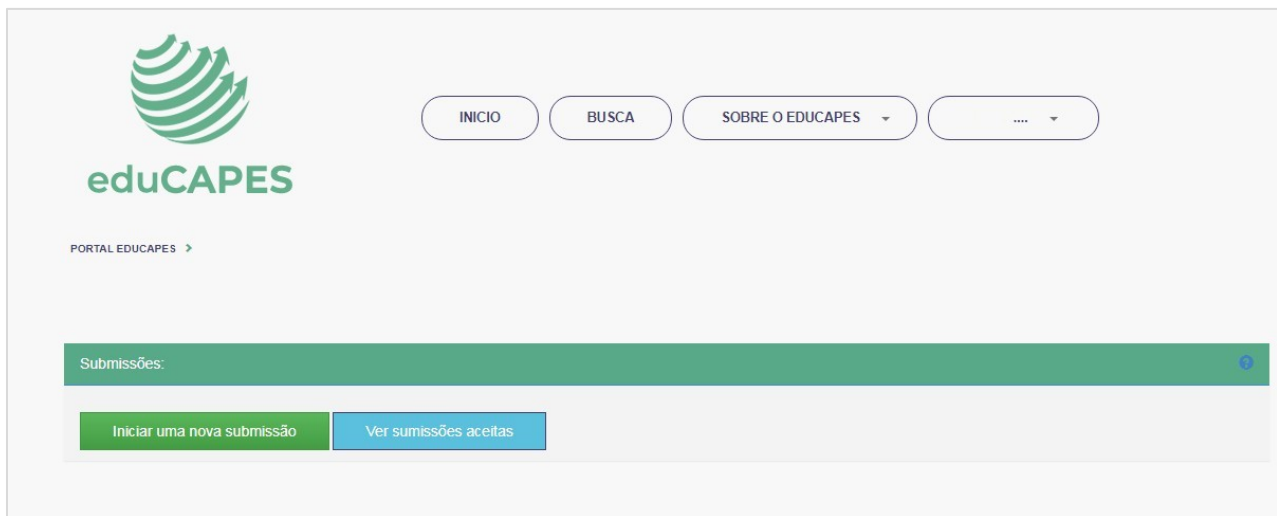 INICIO BUSCA SOBRE O EDUCAPES ....
eduCAPES
PORTAL EDUCAPES >
Submissões: ?
Iniciar uma nova submissão Ver sumissões aceitas